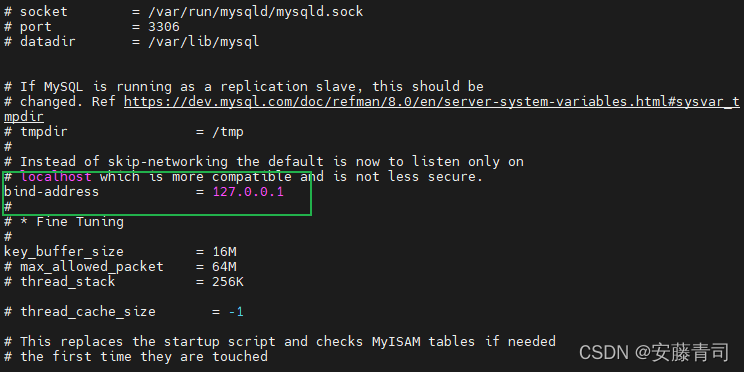 # socket        = /var/run/mysqld/mysqld.sock
# port          = 3306
# datadir       = /var/lib/mysql
# If MySQL is running as a replication slave, this should be
# changed. Ref https://dev.mysql.com/doc/refman/8.0/en/server-system-variables.html#sysvar_t
mpdir
# tmpdir                = /tmp
#
# Instead of skip-networking the default is now to listen only on
# localhost which is more compatible and is not less secure.
bind-address            = 127.0.0.1
#
# * Fine Tuning
#
key_buffer_size         = 16M
# max_allowed_packet    = 64M
# thread_stack          = 256K
# thread_cache_size       = -1
# This replaces the startup script and checks MyISAM tables if needed
# the first time they are touched
CSDN @安藤青司